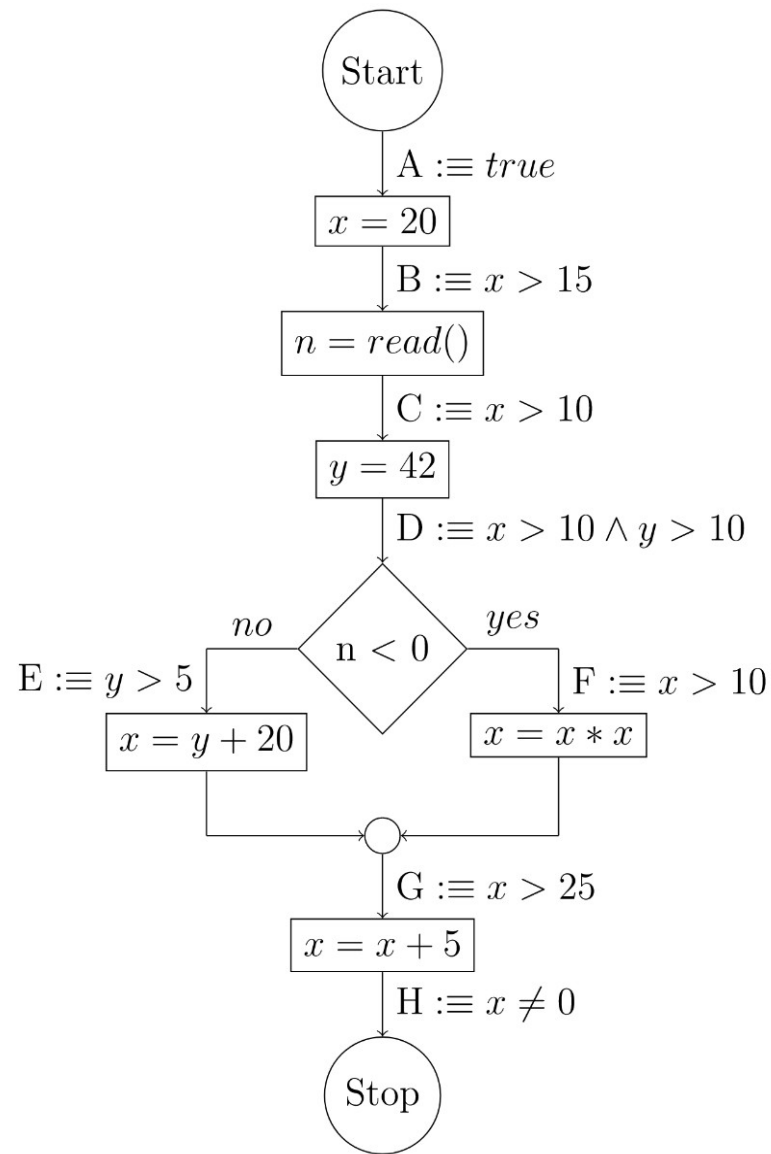 Start
A :≡ true
x = 20
B :≡ x > 15
n = read()
C :≡ x > 10
y = 42
D :≡ x > 10 ∧ y > 10
no
yes
n < 0
E :≡ y > 5
F :≡ x > 10
x = y + 20
x = x ∗ x
G :≡ x > 25
x = x + 5
H :≡ x ≠ 0
Stop